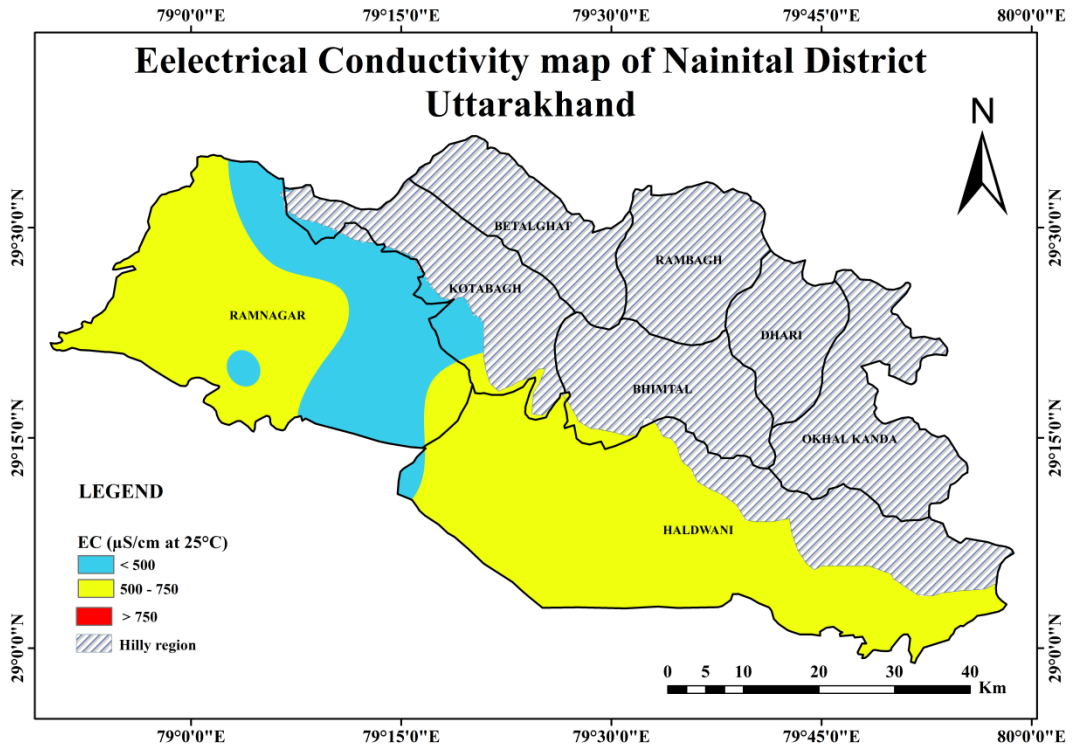 79°0'0"E
79°15'0"E
79°30'0"E
79°45'0"E
80°0'0"E
Eelectrical Conductivity map of Nainital District
Uttarakhand
N
29°30'0"N
29°30'0"N
BETALGHAT
RAMBAGH
KOTABAGH
RAMNAGAR
DHARI
BHIMTAL
29°15'0"N
29°15'0"N
OKHAL KANDA
HALDWANI
LEGEND
EC (µS/cm at 25°C)
< 500
500 - 750
> 750
Hilly region
29°0'0"N
29°0'0"N
0 5 10 20 30 40
Km
79°0'0"E
79°15'0"E
79°30'0"E
79°45'0"E
80°0'0"E